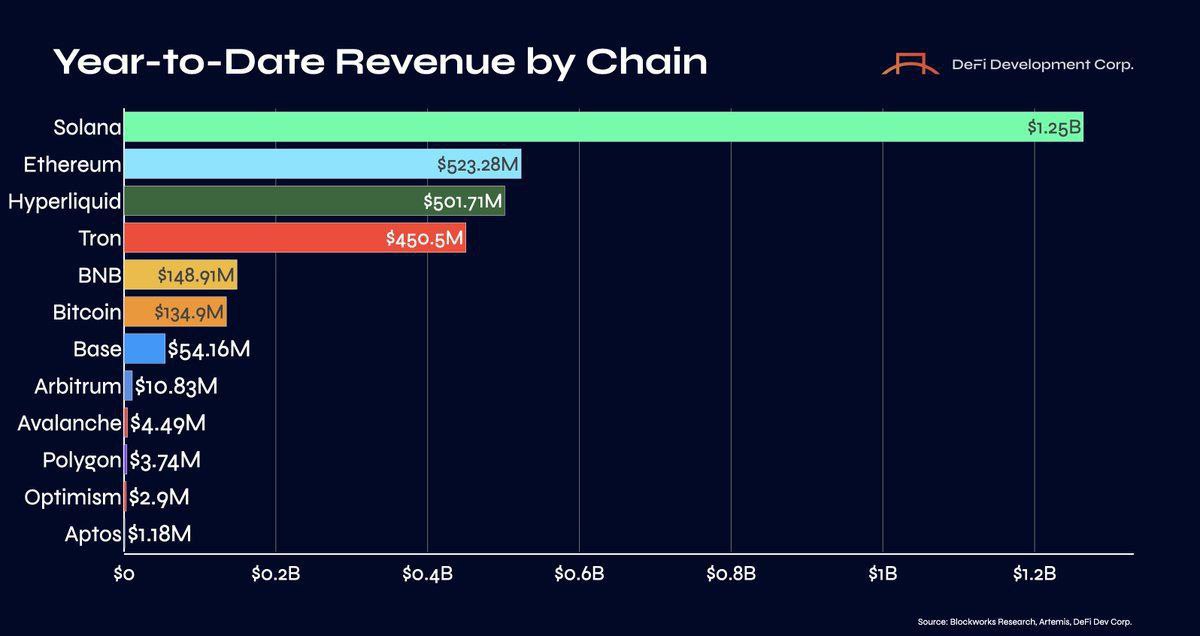 Year-to-Date Revenue by Chain
DeFi Development Corp.
Solana $1.25B
Ethereum $523.28M
Hyperliquid $501.71M
Tron $450.5M
BNB $148.91M
Bitcoin $134.9M
Base $54.16M
Arbitrum $10.83M
Avalanche $4.49M
Polygon $3.74M
Optimism $2.9M
Aptos $1.18M
$0 $0.2B $0.4B $0.6B $0.8B $1B $1.2B
Source: Blockworks Research, Artemis, DeFi Dev Corp.